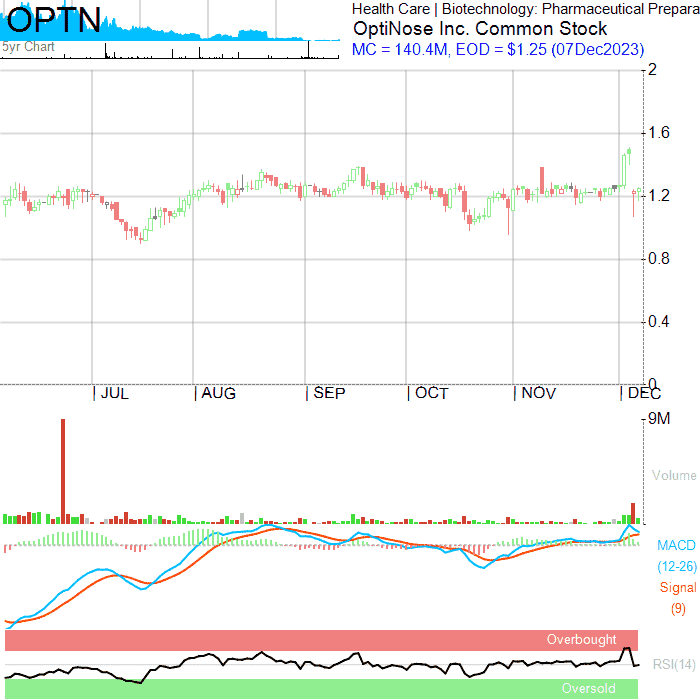 OPTN
5yr Chart
Health Care | Biotechnology: Pharmaceutical Prepara
OptiNose Inc. Common Stock
MC = 140.4M, EOD = $1.25 (07Dec2023)
2
1.6
1.2
0.8
0.4
0
JUL AUG SEP OCT NOV DEC
9M
Volume
MACD
(12-26)
Signal
(9)
Overbought
RSI(14)
Oversold